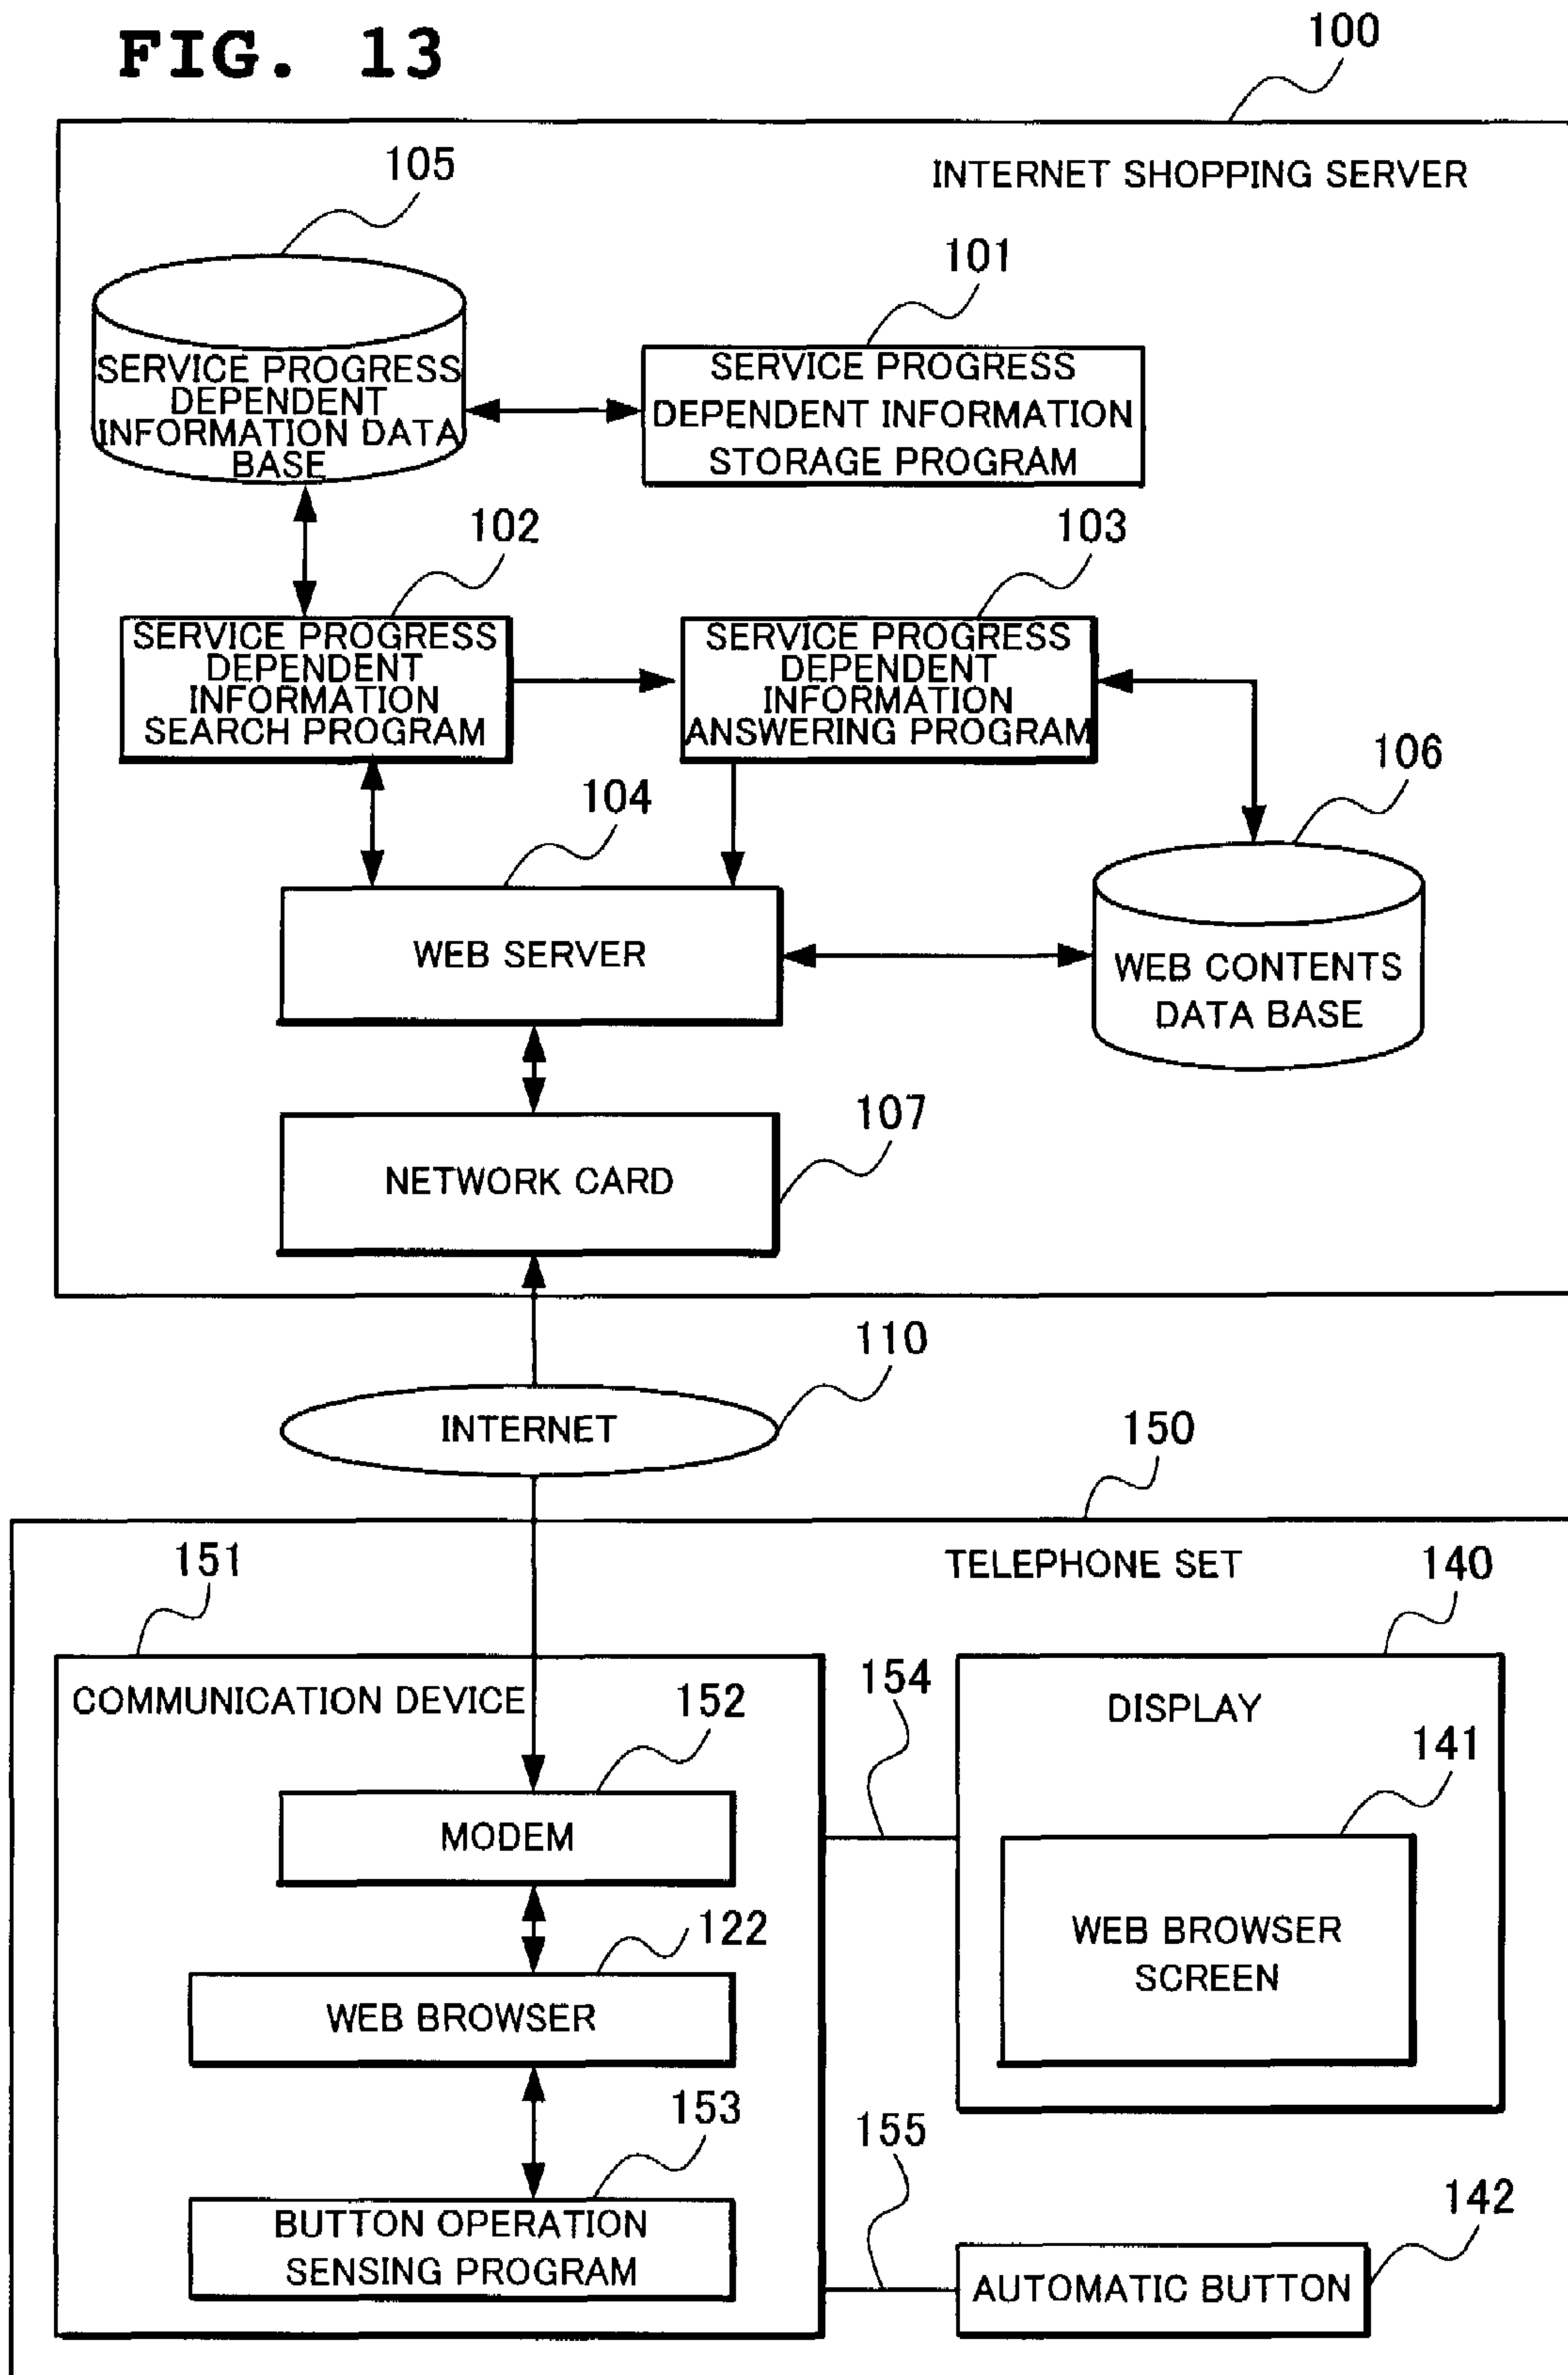 FIG. 13
100
INTERNET SHOPPING SERVER
105
SERVICE PROGRESS
DEPENDENT
INFORMATION DATA
BASE
101
SERVICE PROGRESS
DEPENDENT INFORMATION
STORAGE PROGRAM
102
SERVICE PROGRESS
DEPENDENT
INFORMATION
SEARCH PROGRAM
103
SERVICE PROGRESS
DEPENDENT
INFORMATION
ANSWERING PROGRAM
104
WEB SERVER
106
WEB CONTENTS
DATA BASE
107
NETWORK CARD
110
INTERNET
150
TELEPHONE SET
151
COMMUNICATION DEVICE
152
MODEM
122
WEB BROWSER
153
BUTTON OPERATION
SENSING PROGRAM
154
140
DISPLAY
141
WEB BROWSER
SCREEN
155
142
AUTOMATIC BUTTON